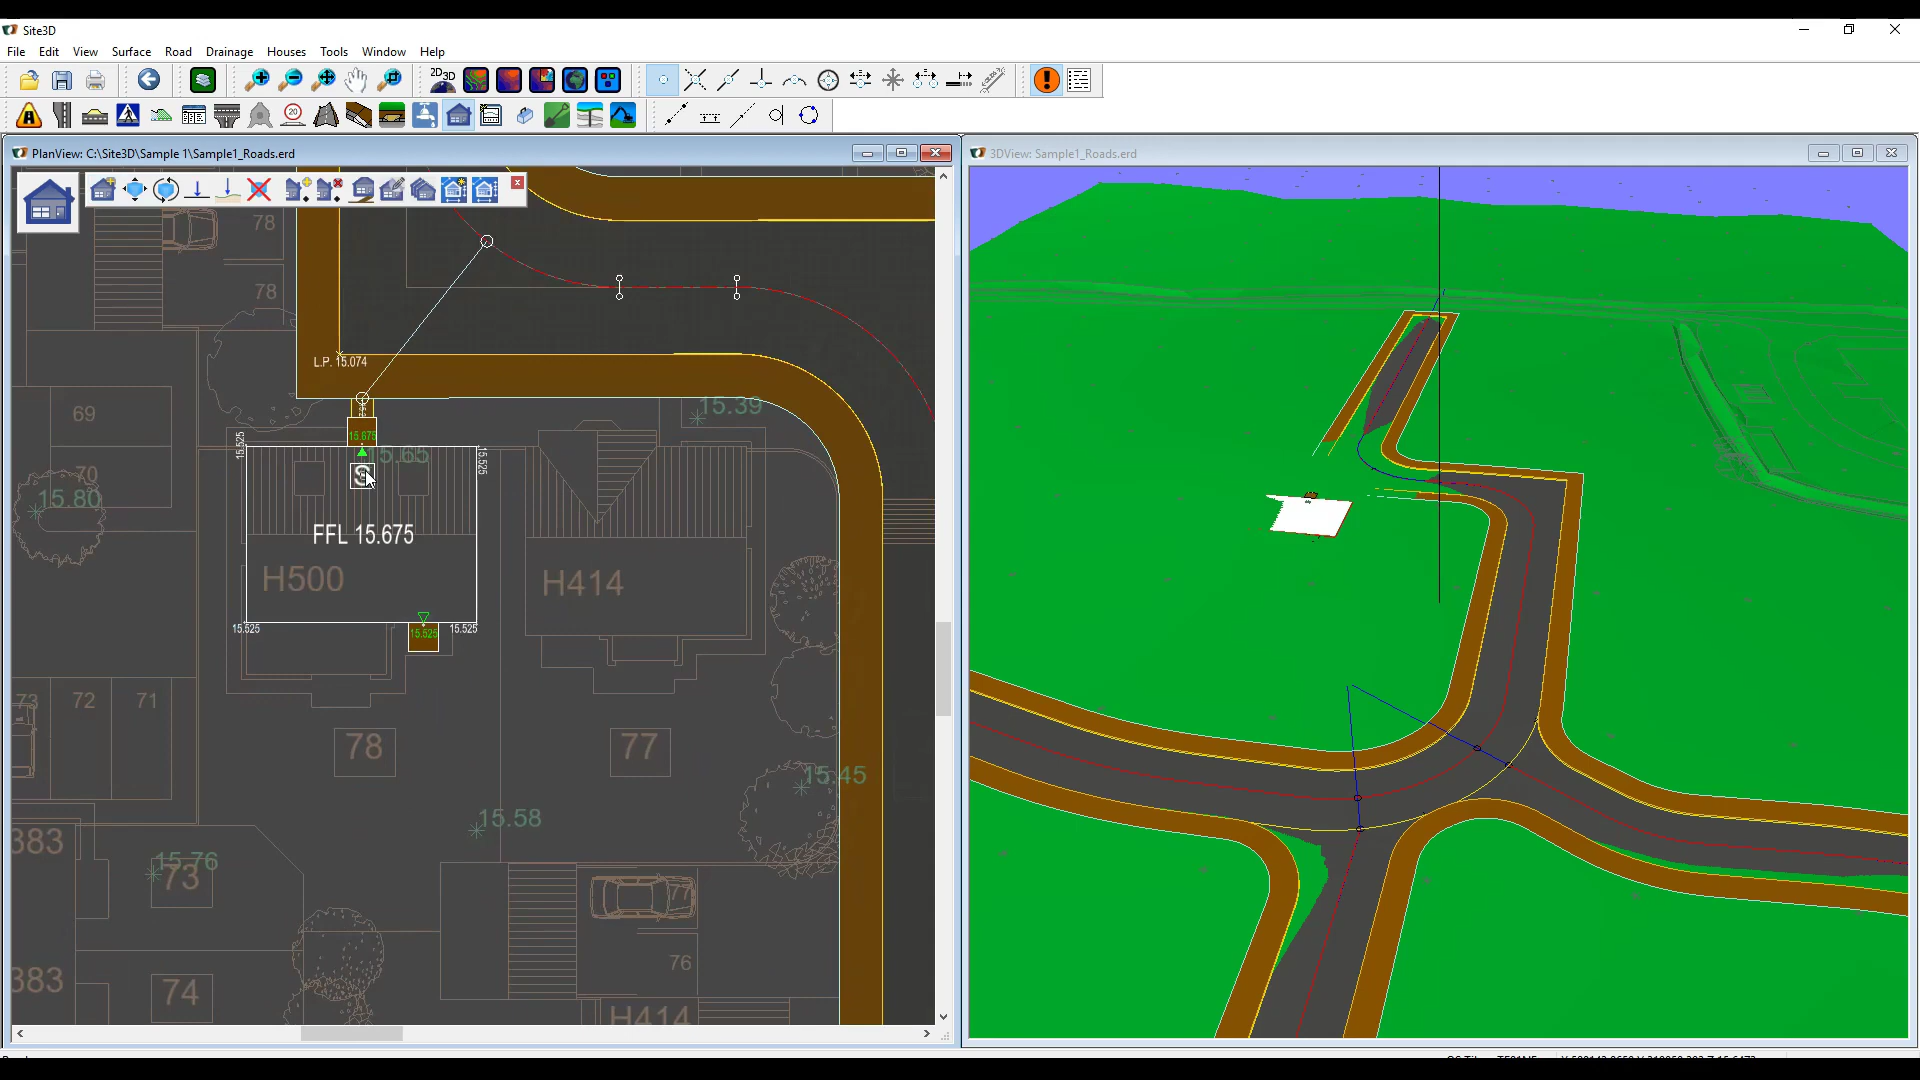 Site3D
File Edit View Surface Road Drainage Houses Tools Window Help
2D3D
20
PlanView: C:\Site3D\Sample 1\Sample1_Roads.erd
3DView: Sample1_Roads.erd
78
78
L.P. 15.074
69
15.39
15.675
15.525
15.65
15.525
70
15.80
S
FFL 15.675
H500
H414
15.525
15.525
15.525
73
72
71
78
77
15.45
15.58
383
15.76
73
77
76
383
74
H414